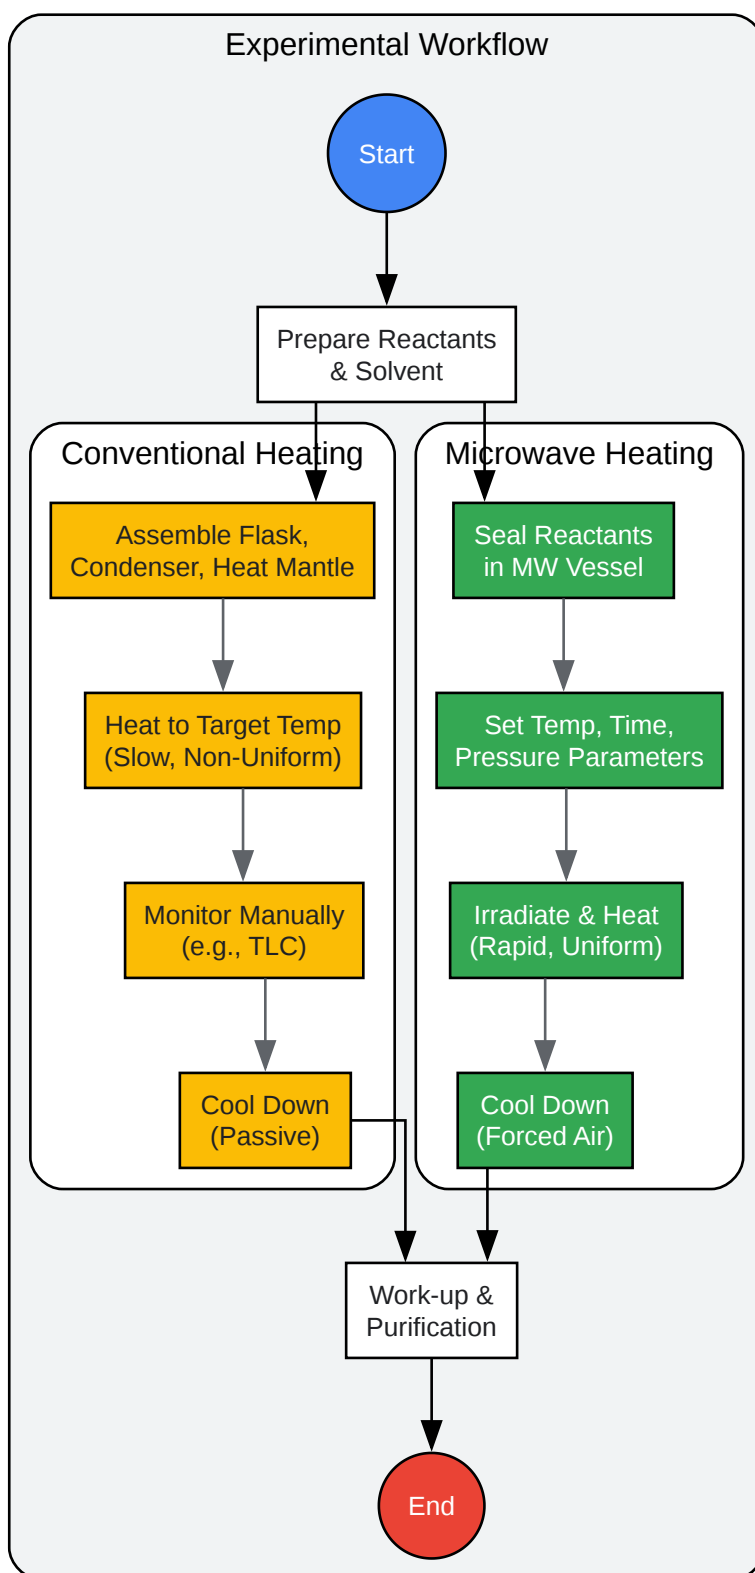 Experimental Workflow
Start
Prepare Reactants
& Solvent
Conventional Heating
Assemble Flask,
Condenser, Heat Mantle
Heat to Target Temp
(Slow, Non-Uniform)
Monitor Manually
(e.g., TLC)
Cool Down
(Passive)
Microwave Heating
Seal Reactants
in MW Vessel
Set Temp, Time,
Pressure Parameters
Irradiate & Heat
(Rapid, Uniform)
Cool Down
(Forced Air)
Work-up &
Purification
End